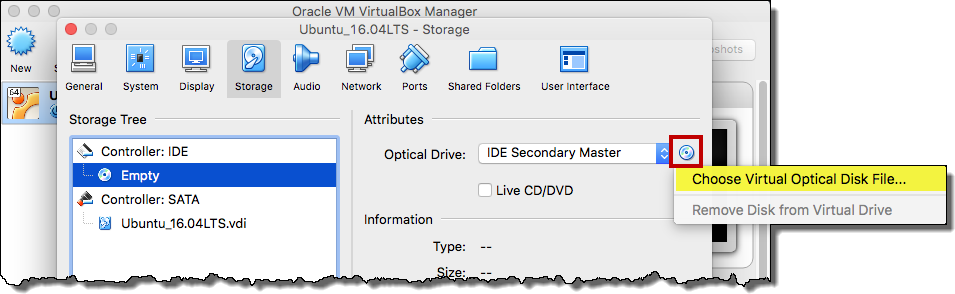 Oracle VM VirtualBox Manager
Ubuntu_16.04LTS - Storage
New
General
System
Display
Storage
Audio
Network
Ports
Shared Folders
User Interface
64
Storage Tree
Attributes
Controller: IDE
Optical Drive:
IDE Secondary Master
Empty
Choose Virtual Optical Disk File...
Live CD/DVD
Controller: SATA
Remove Disk from Virtual Drive
Ubuntu_16.04LTS.vdi
Information
Type:
--
Size:
--